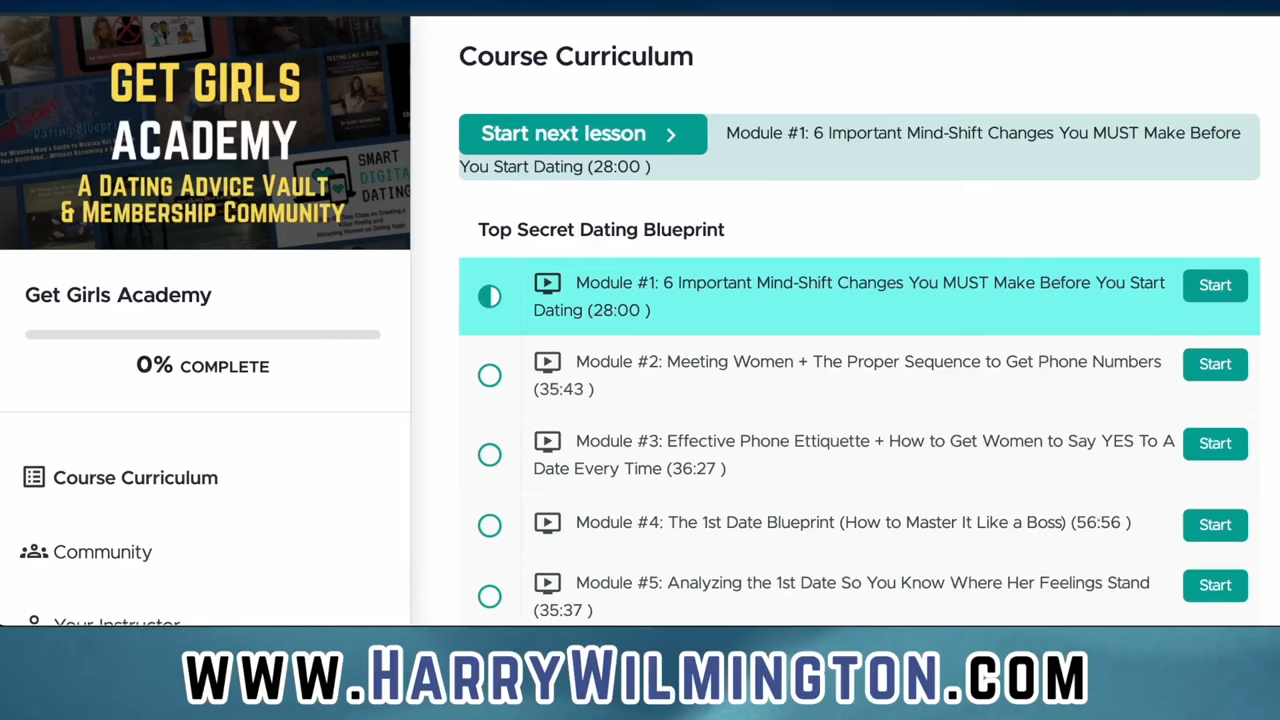 GET GIRLS
ACADEMY
A DATING ADVICE VAULT
& MEMBERSHIP COMMUNITY
SMART
DIGITAL
DATING
Get Girls Academy
0% COMPLETE
Course Curriculum
Community
Your Instructor
Course Curriculum
Start next lesson
Module #1: 6 Important Mind-Shift Changes You MUST Make Before
You Start Dating (28:00 )
Top Secret Dating Blueprint
Module #1: 6 Important Mind-Shift Changes You MUST Make Before You Start
Dating (28:00 )
Start
Module #2: Meeting Women + The Proper Sequence to Get Phone Numbers
(35:43 )
Start
Module #3: Effective Phone Ettiquette + How to Get Women to Say YES To A
Date Every Time (36:27 )
Start
Module #4: The 1st Date Blueprint (How to Master It Like a Boss) (56:56 )
Start
Module #5: Analyzing the 1st Date So You Know Where Her Feelings Stand
(35:37 )
Start
www.HarryWilmington.com